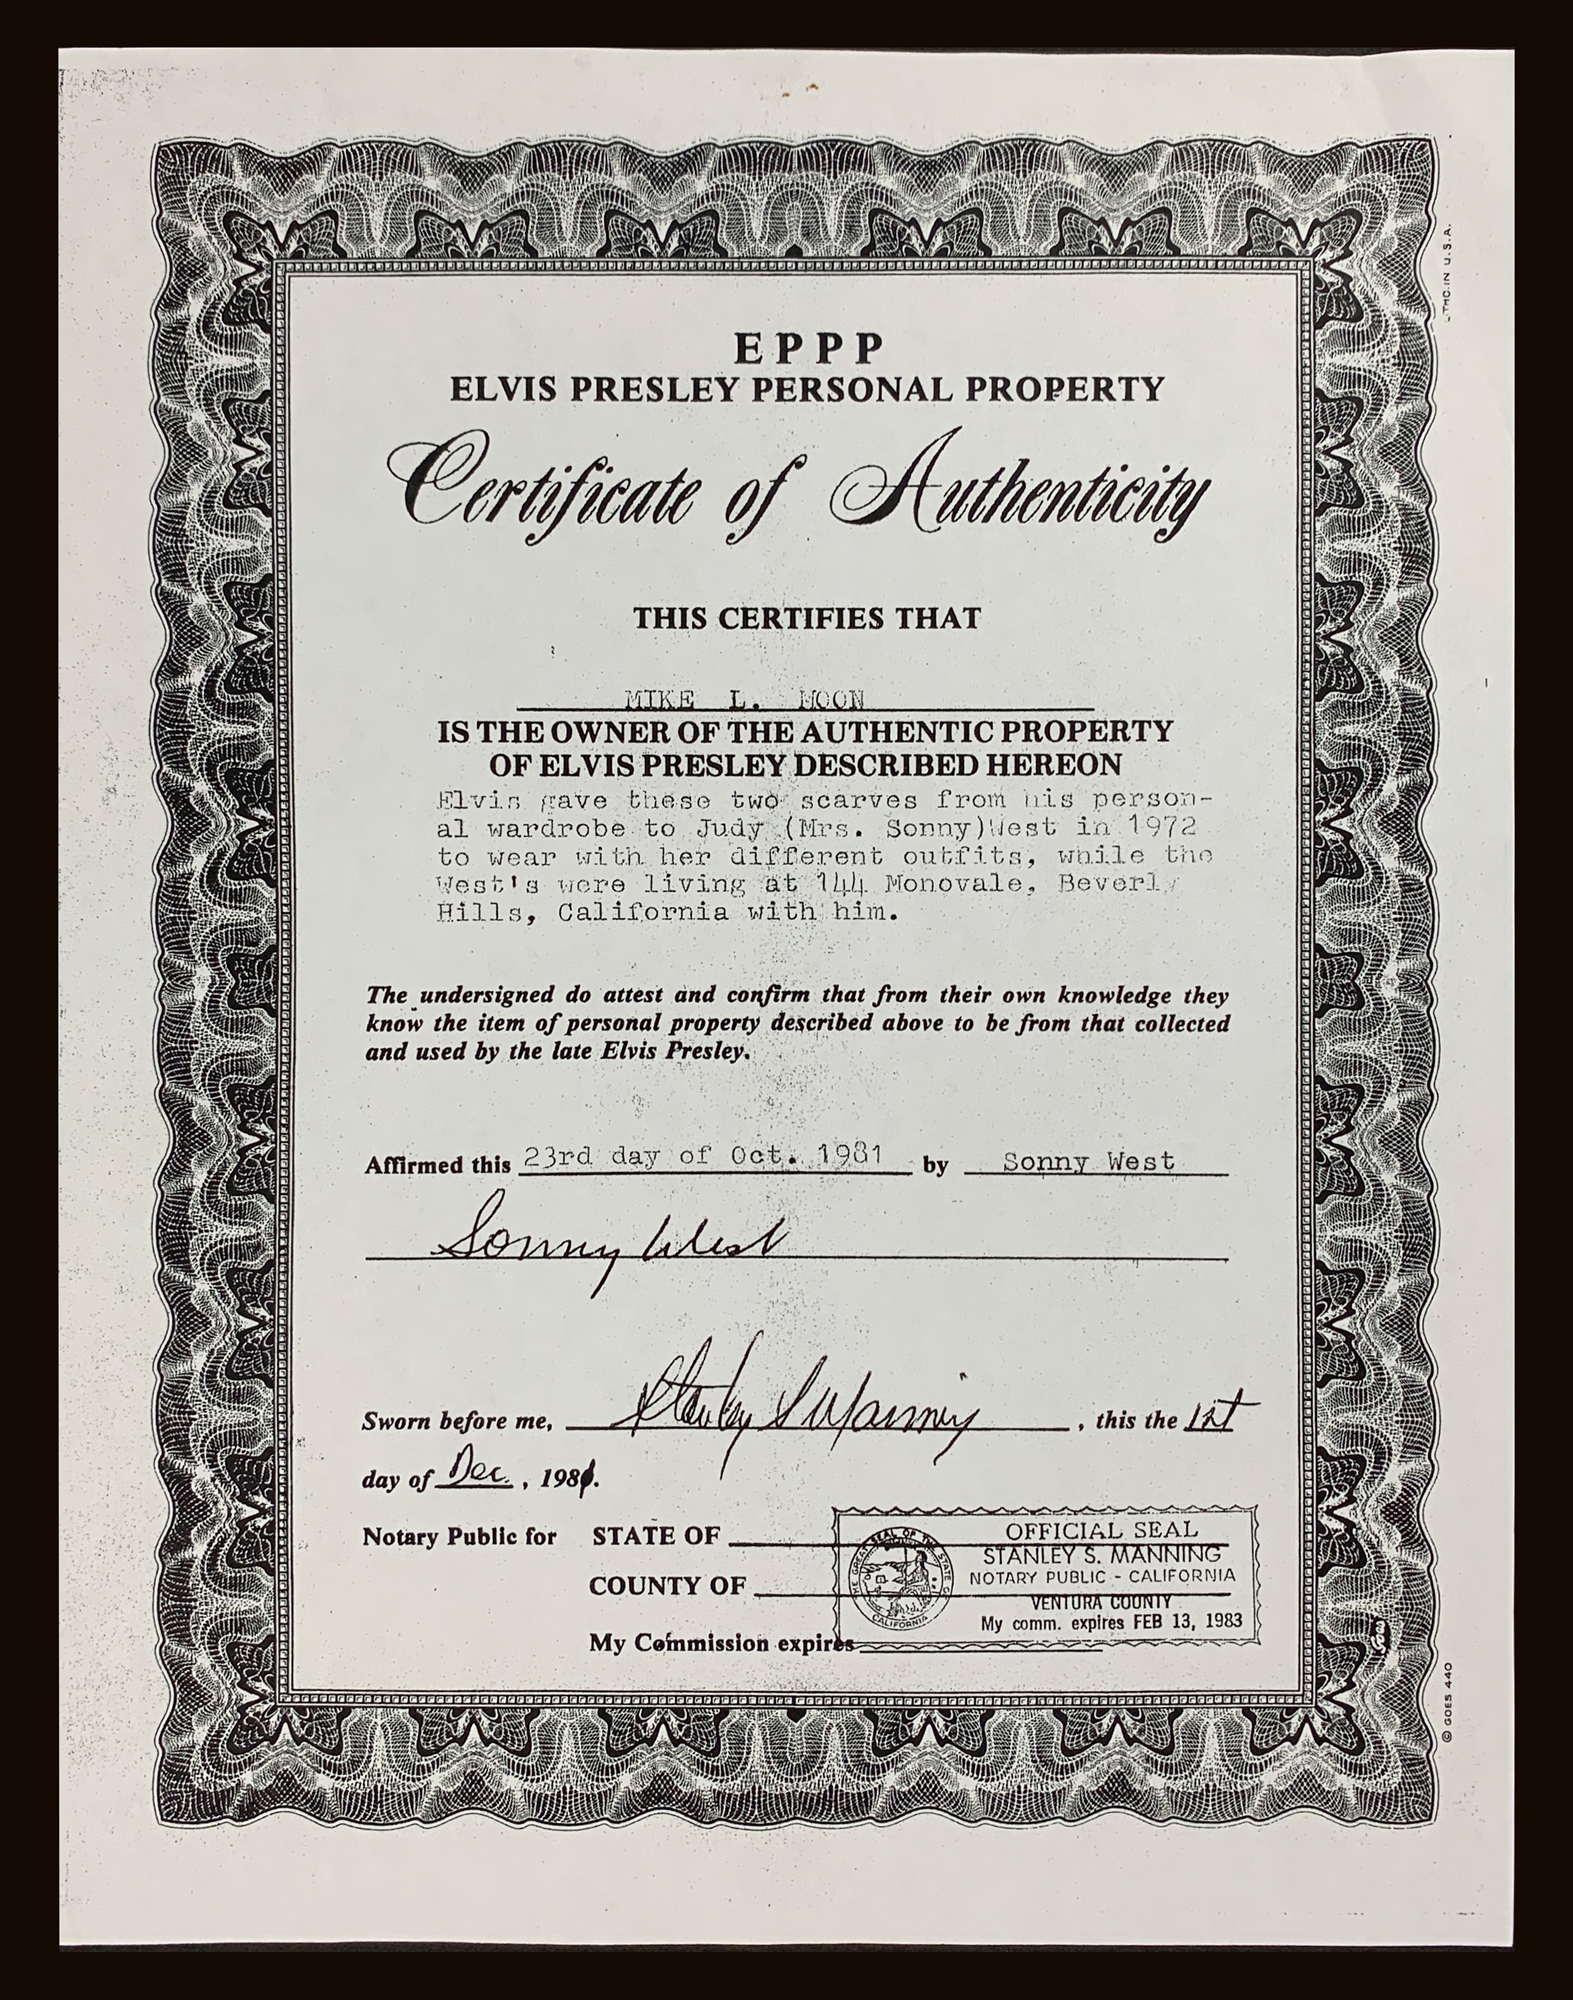 EPPP
ELVIS PRESLEY PERSONAL PROPERTY
Certificate of Authenticity
THIS CERTIFIES THAT
MIKE L. MOON
IS THE OWNER OF THE AUTHENTIC PROPERTY
OF ELVIS PRESLEY DESCRIBED HEREON
Elvis gave these two scarves from his person-
al wardrobe to Judy (Mrs. Sonny)West in 1972
to wear with her different outfits, while the
West's were living at 144 Monovale, Beverly
Hills, California with him.
The undersigned do attest and confirm that from their own knowledge they
know the item of personal property described above to be from that collected
and used by the late Elvis Presley.
Affirmed this 23rd day of Oct. 1981 by Sonny West
Sonny West
Sworn before me, Stanley S Manning , this the 1st
day of Dec. , 1981.
Notary Public for STATE OF
COUNTY OF
My Commission expires
OFFICIAL SEAL
STANLEY S. MANNING
NOTARY PUBLIC - CALIFORNIA
VENTURA COUNTY
My comm. expires FEB 13, 1983
CALIFORNIA
Goes
LITHO. IN U.S.A.
© GOES 440